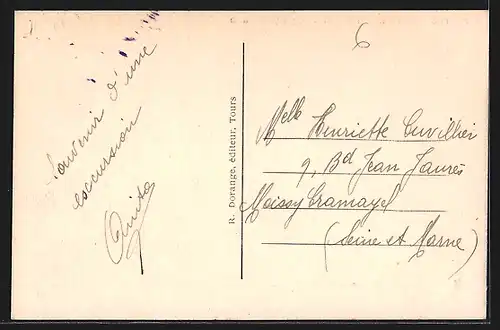 Souvenir d'une
excursion
Anita
R. Dorange, éditeur, Tours
6
Melle Henriette Cuvillier
9, Bd Jean Jaurès
Moissy Cramayel
(Seine et Marne)